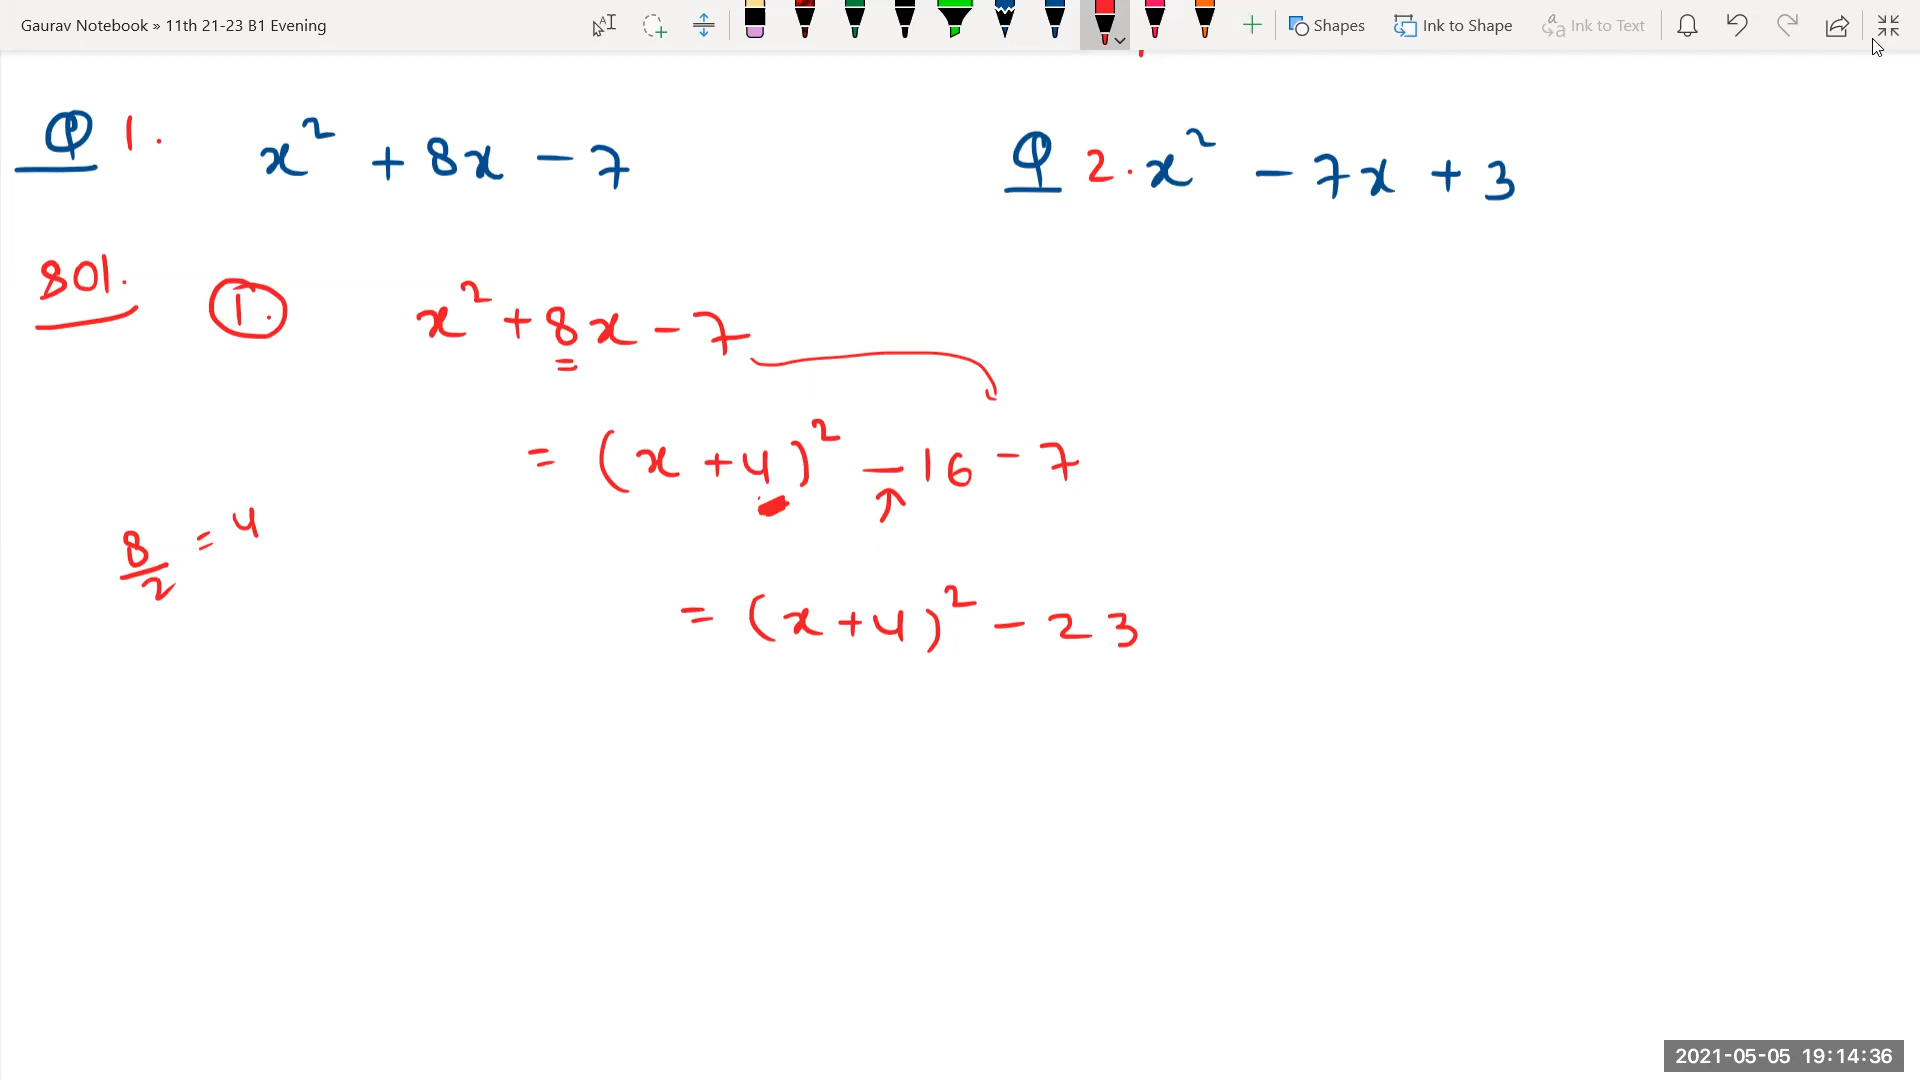 Gaurav Notebook » 11th 21-23 B1 Evening
Shapes
Ink to Shape
Ink to Text
Q 1. x² + 8x - 7
Q 2. x² - 7x + 3
Sol. 1. x² + 8x - 7
= (x + 4)² - 16 - 7
8/2 = 4
= (x + 4)² - 23
2021-05-05 19:14:36